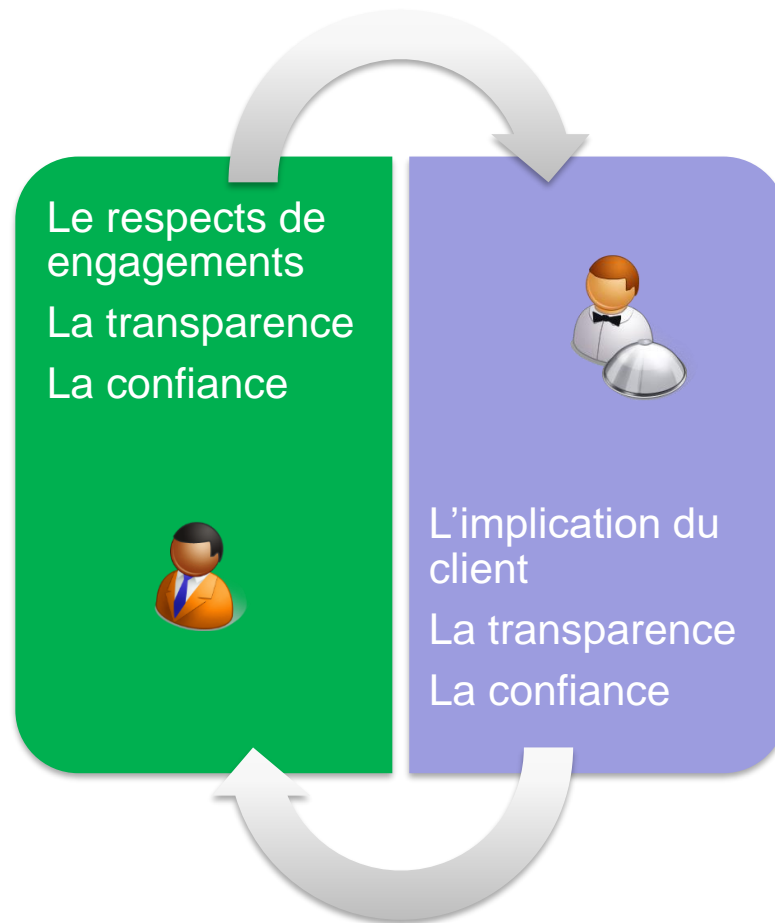 Le respects de
engagements
La transparence
La confiance
L’implication du
client
La transparence
La confiance